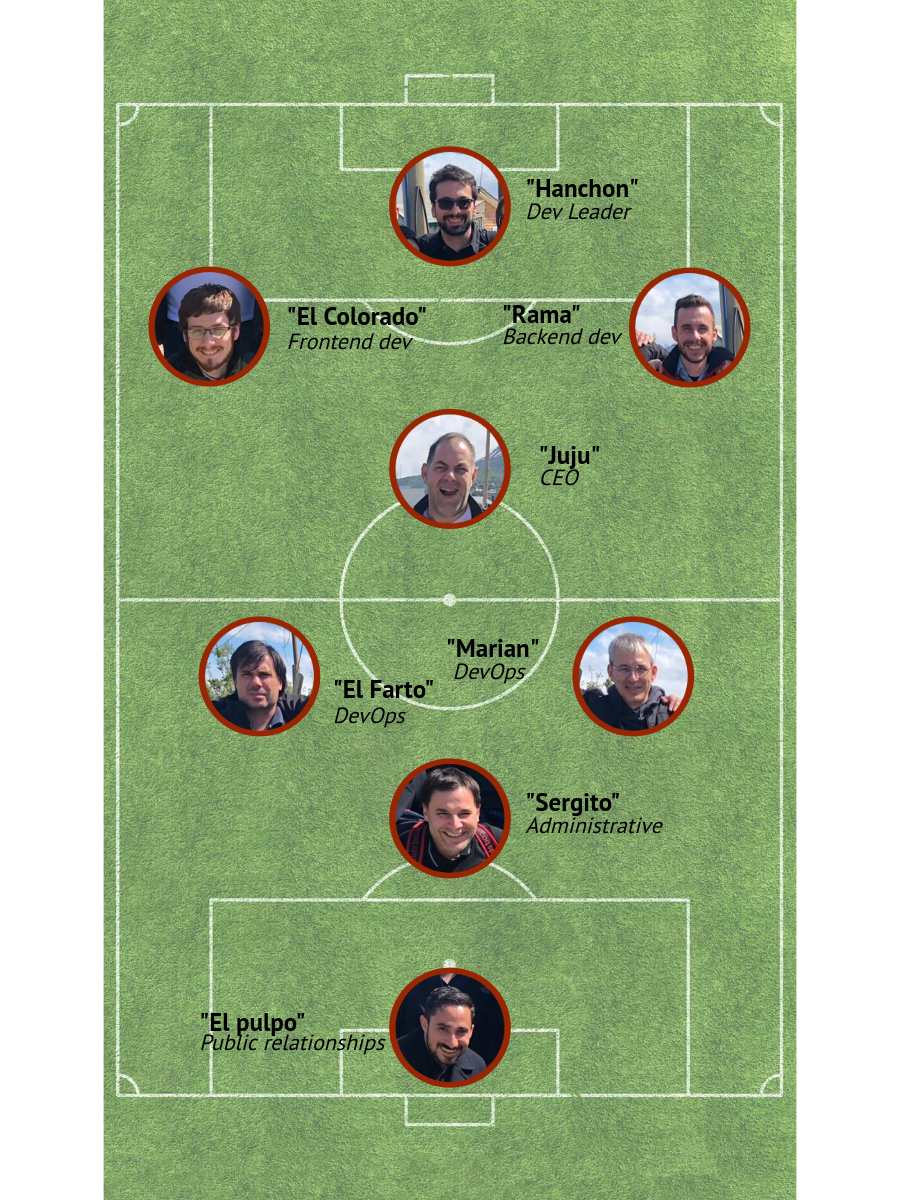 "Hanchon"
Dev Leader
"El Colorado"
Frontend dev
"Rama"
Backend dev
"Juju"
CEO
"Marian"
DevOps
"El Farto"
DevOps
"Sergito"
Administrative
"El pulpo"
Public relationships